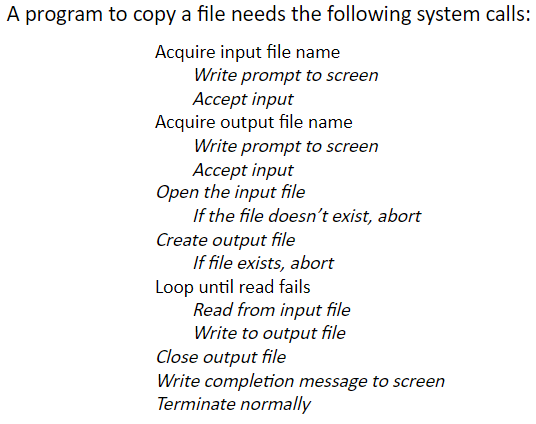 A program to copy a file needs the following system calls:
Acquire input file name
Write prompt to screen
Accept input
Acquire output file name
Write prompt to screen
Accept input
Open the input file
If the file doesn’t exist, abort
Create output file
If file exists, abort
Loop until read fails
Read from input file
Write to output file
Close output file
Write completion message to screen
Terminate normally